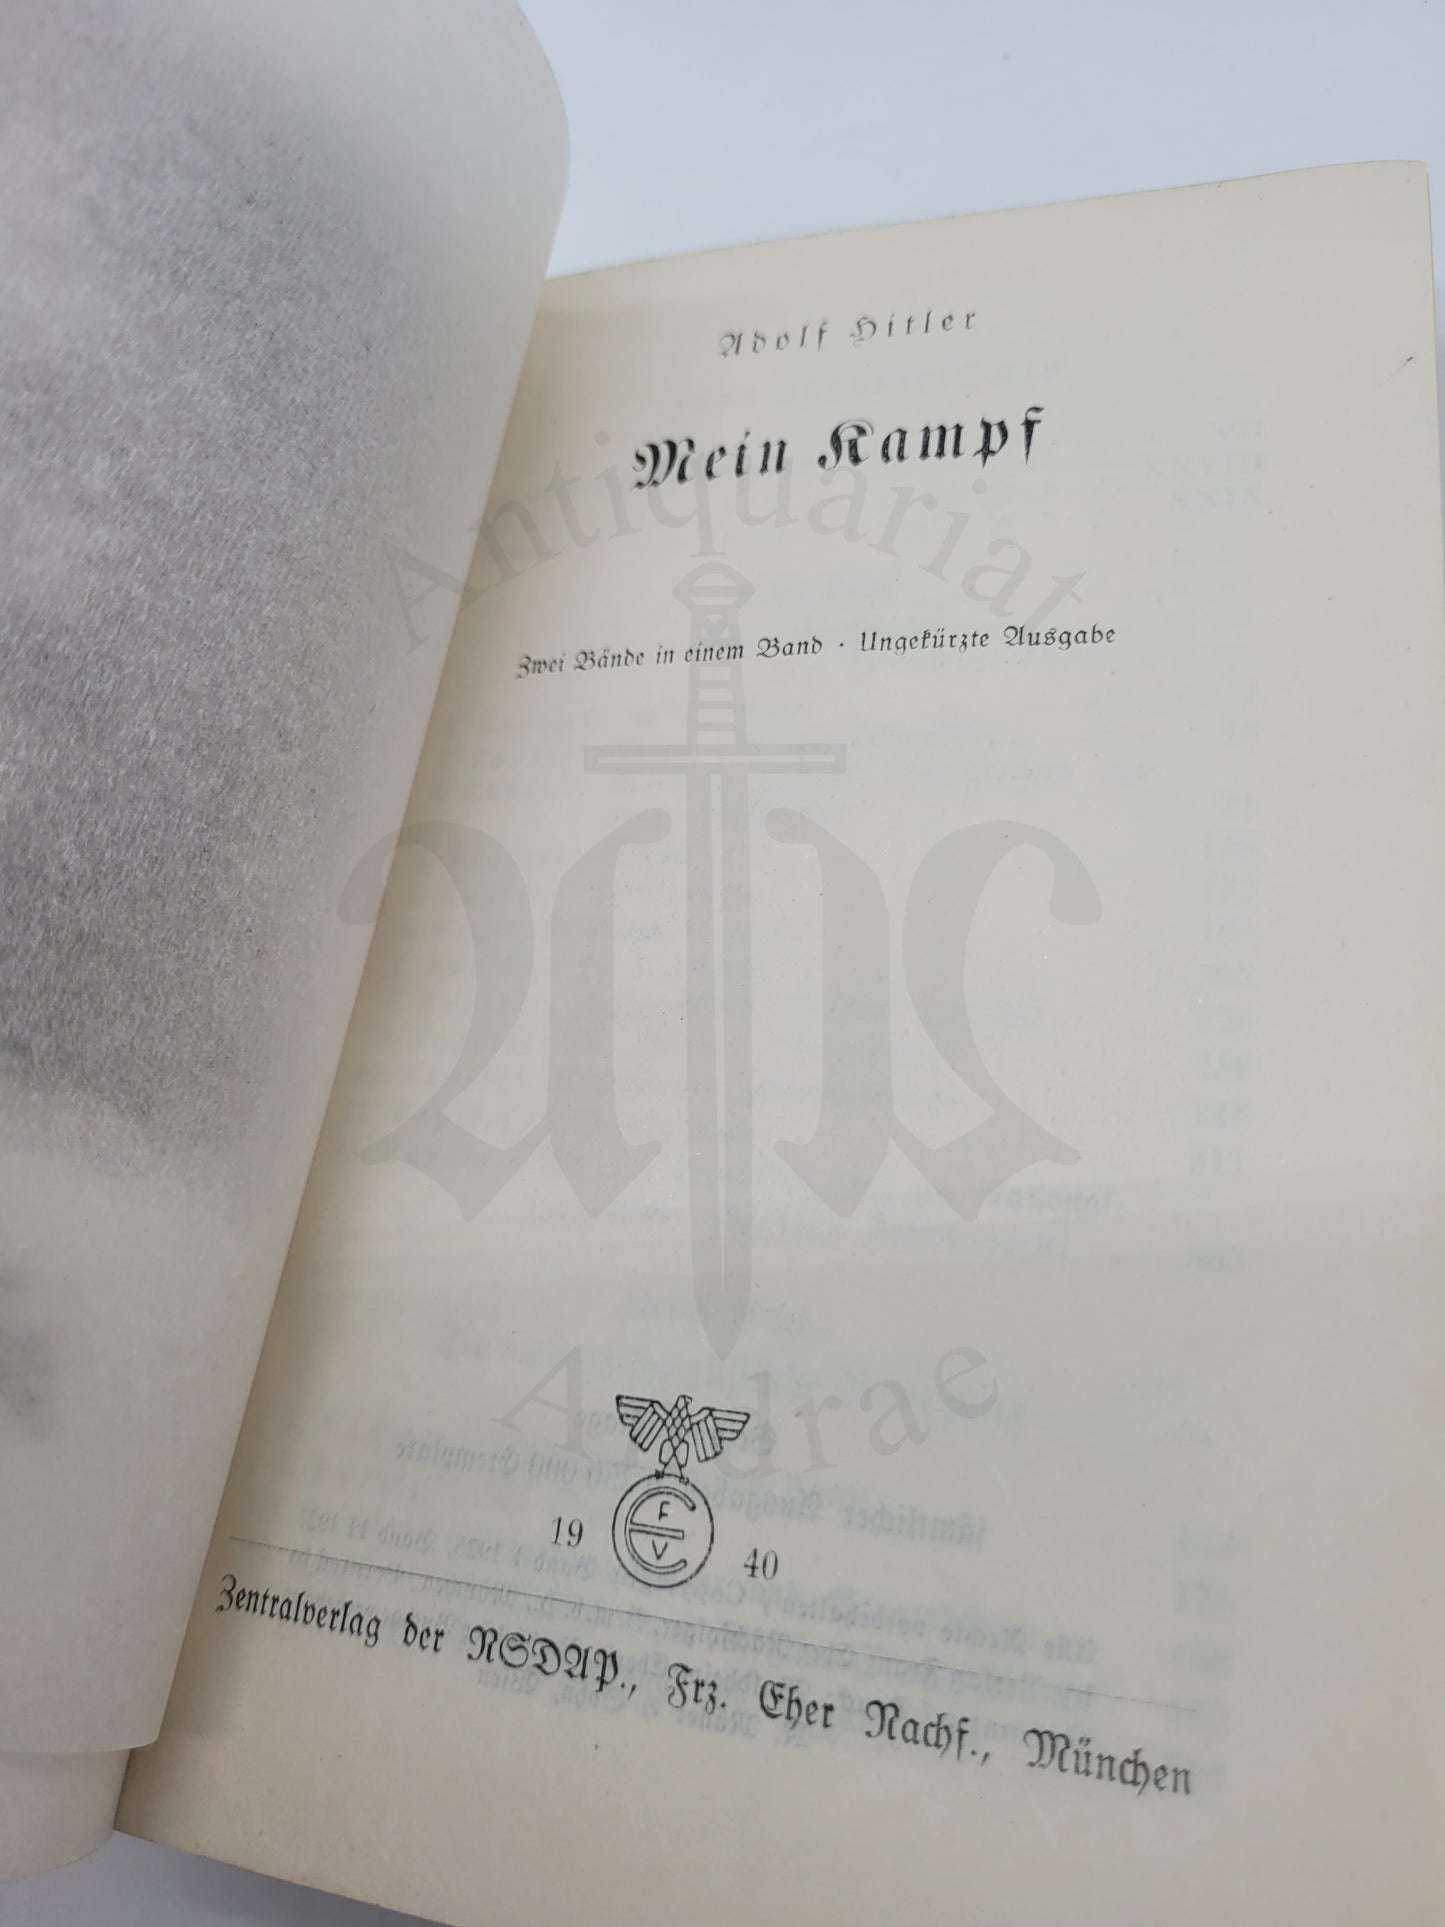 Adolf Hitler
Mein Kampf
Antiquariat
Zwei Bände in einem Band · Ungekürzte Ausgabe
Andrae
F
V
19 40
Zentralverlag der NSDAP., Frz. Eher Nachf., München